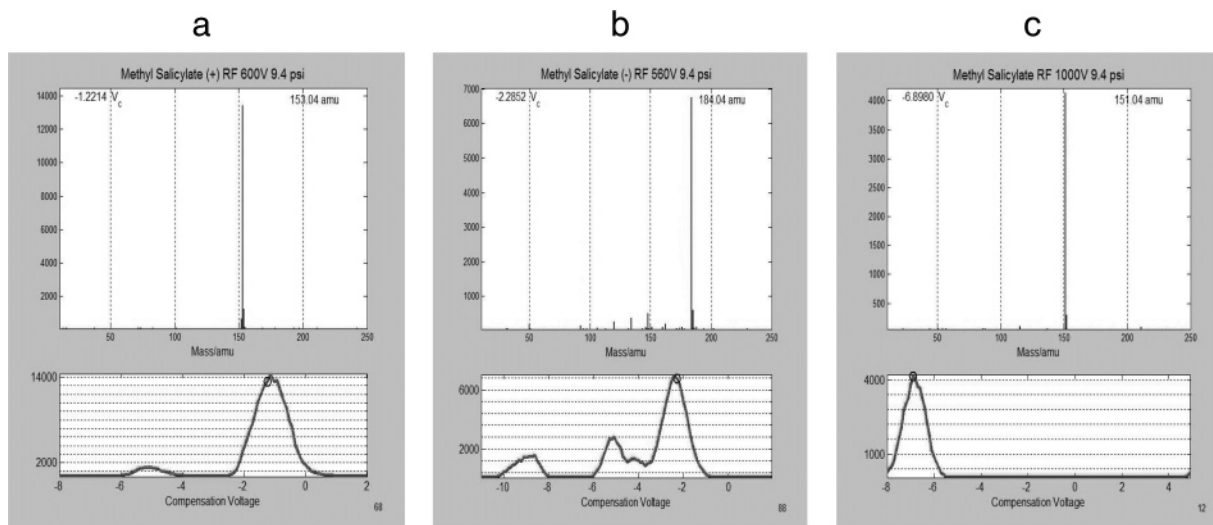 a
Methyl Salicylate (+) RF 600V 9.4 psi
-1.2214 Vc
153.04 amu
14000
12000
10000
8000
6000
4000
2000
50 100 150 200 250
Mass/amu
14000
2000
-8 -6 -4 -2 0 2
Compensation Voltage
68
b
Methyl Salicylate (-) RF 560V 9.4 psi
-2.2852 Vc
184.04 amu
7000
6000
5000
4000
3000
2000
1000
50 100 150 200 250
Mass/amu
6000
2000
-10 -8 -6 -4 -2 0
Compensation Voltage
88
c
Methyl Salicylate RF 1000V 9.4 psi
-6.8980 Vc
151.04 amu
4000
3500
3000
2500
2000
1500
1000
500
50 100 150 200 250
Mass/amu
4000
1000
-8 -6 -4 -2 0 2 4
Compensation Voltage
12